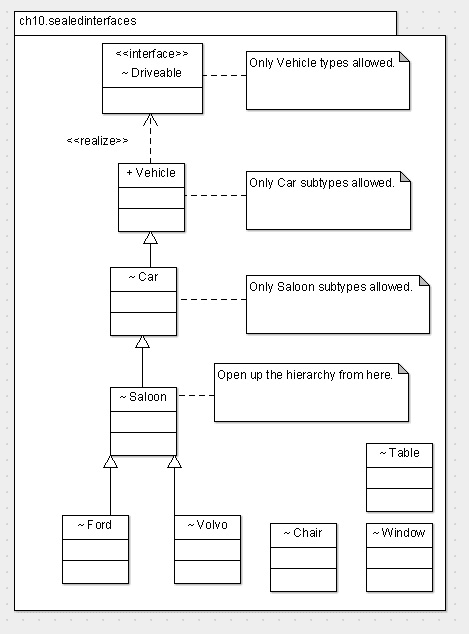 ch10.sealedinterfaces
<<interface>>
~ Driveable
Only Vehicle types allowed.
<<realize>>
+ Vehicle
Only Car subtypes allowed.
~ Car
Only Saloon subtypes allowed.
~ Saloon
Open up the hierarchy from here.
~ Table
~ Ford
~ Volvo
~ Chair
~ Window